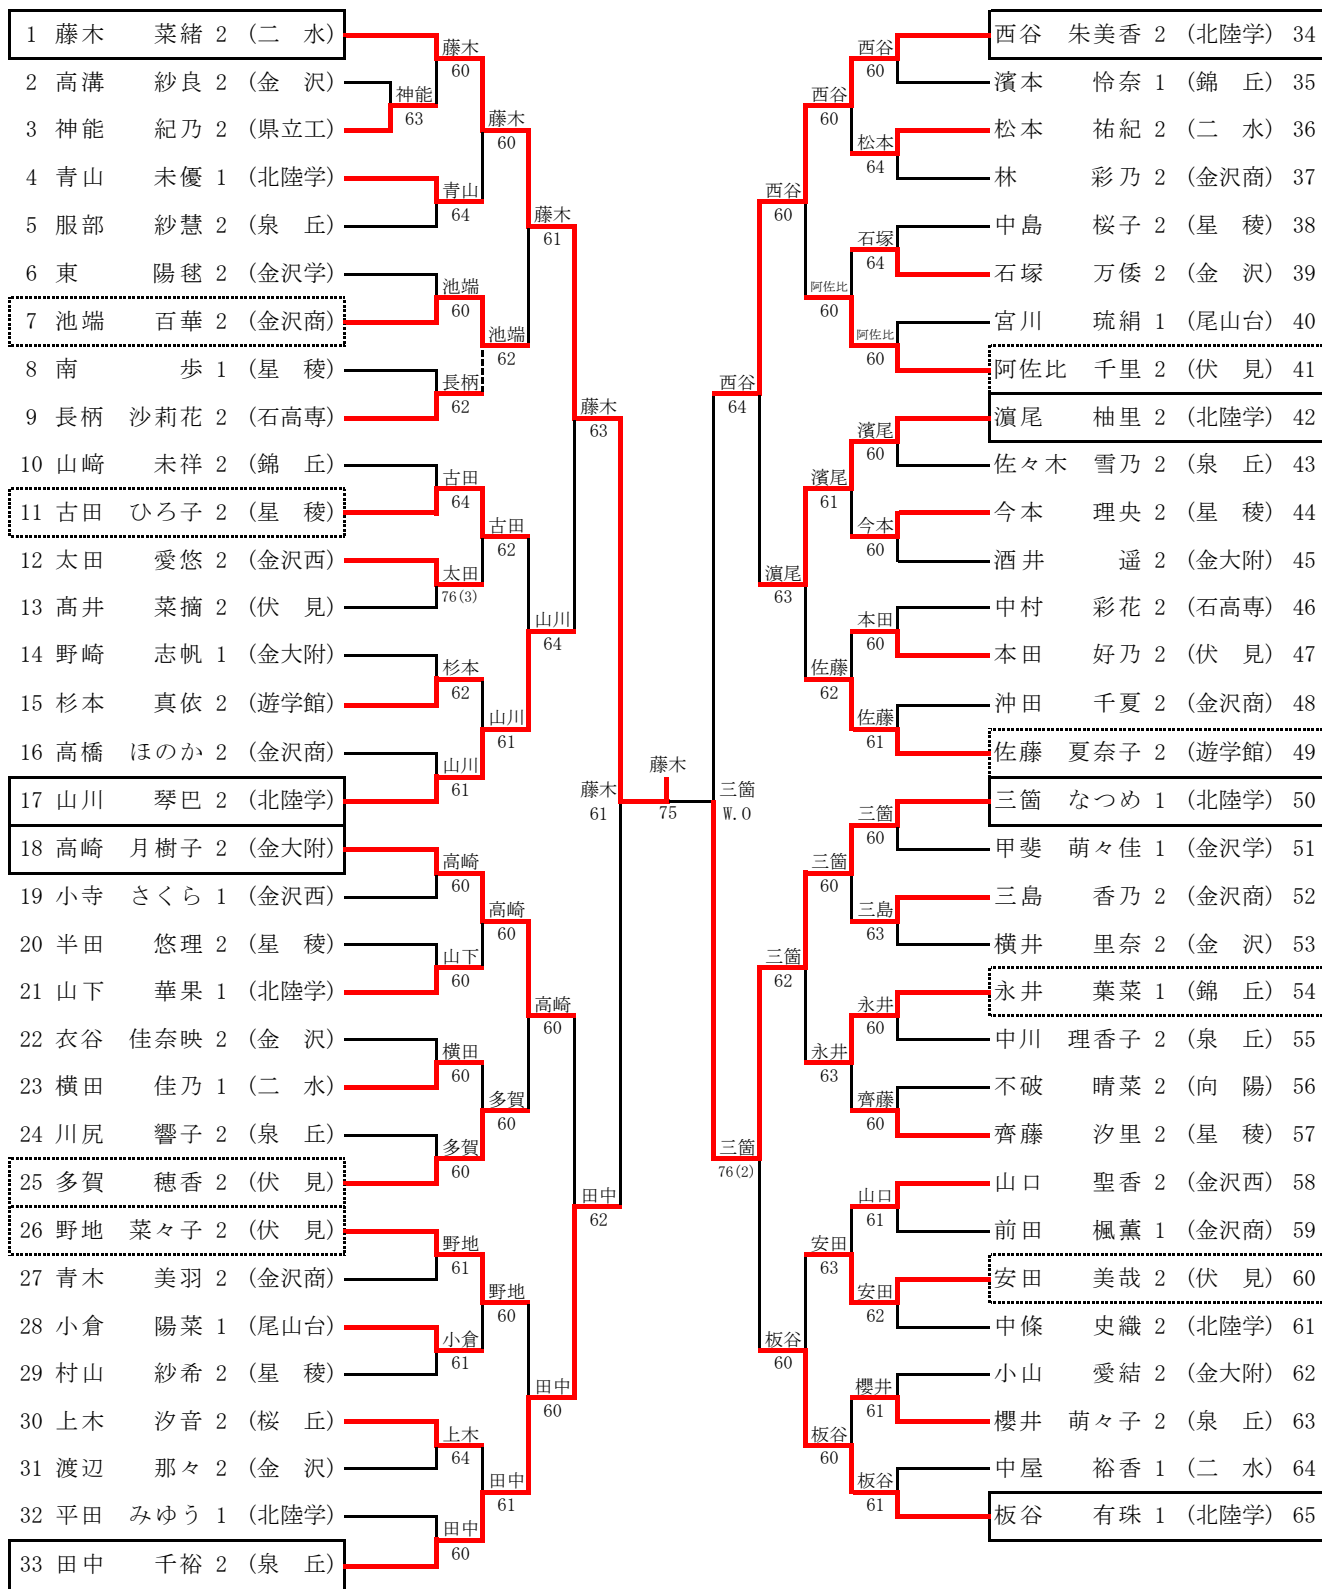 1 藤木 菜緒 2 (二 水)
2 高溝 紗良 2 (金 沢)
3 神能 紀乃 2 (県立工)
4 青山 未優 1 (北陸学)
5 服部 紗慧 2 (泉 丘)
6 東 陽毬 2 (金沢学)
7 池端 百華 2 (金沢商)
8 南 歩 1 (星 稜)
9 長柄 沙莉花 2 (石高専)
10 山﨑 未祥 2 (錦 丘)
11 古田 ひろ子 2 (星 稜)
12 太田 愛悠 2 (金沢西)
13 髙井 菜摘 2 (伏 見)
14 野崎 志帆 1 (金大附)
15 杉本 真依 2 (遊学館)
16 高橋 ほのか 2 (金沢商)
17 山川 琴巴 2 (北陸学)
18 高崎 月樹子 2 (金大附)
19 小寺 さくら 1 (金沢西)
20 半田 悠理 2 (星 稜)
21 山下 華果 1 (北陸学)
22 衣谷 佳奈映 2 (金 沢)
23 横田 佳乃 1 (二 水)
24 川尻 響子 2 (泉 丘)
25 多賀 穂香 2 (伏 見)
26 野地 菜々子 2 (伏 見)
27 青木 美羽 2 (金沢商)
28 小倉 陽菜 1 (尾山台)
29 村山 紗希 2 (星 稜)
30 上木 汐音 2 (桜 丘)
31 渡辺 那々 2 (金 沢)
32 平田 みゆう 1 (北陸学)
33 田中 千裕 2 (泉 丘)
神能
63
藤木
60
青山
64
池端
60
長柄
62
古田
64
太田
76(3)
杉本
62
山川
61
高崎
60
山下
60
横田
60
多賀
60
野地
61
小倉
61
上木
64
田中
60
藤木
60
池端
62
古田
62
山川
61
高崎
60
多賀
60
野地
60
田中
61
藤木
61
山川
64
高崎
60
田中
60
藤木
63
田中
62
藤木
61
藤木
75
三箇
W.O
西谷
64
三箇
76(2)
西谷
60
濵尾
63
三箇
62
板谷
60
西谷
60
阿佐比
60
濱尾
61
佐藤
62
三箇
60
永井
63
安田
63
板谷
60
西谷
60
松本
64
石塚
64
阿佐比
60
濱尾
60
今本
60
本田
60
佐藤
61
三箇
60
三島
63
永井
60
齊藤
60
山口
61
安田
62
櫻井
61
板谷
61
西谷 朱美香 2 (北陸学) 34
濱本 怜奈 1 (錦 丘) 35
松本 祐紀 2 (二 水) 36
林 彩乃 2 (金沢商) 37
中島 桜子 2 (星 稜) 38
石塚 万倭 2 (金 沢) 39
宮川 琉絹 1 (尾山台) 40
阿佐比 千里 2 (伏 見) 41
濵尾 柚里 2 (北陸学) 42
佐々木 雪乃 2 (泉 丘) 43
今本 理央 2 (星 稜) 44
酒井 遥 2 (金大附) 45
中村 彩花 2 (石高専) 46
本田 好乃 2 (伏 見) 47
沖田 千夏 2 (金沢商) 48
佐藤 夏奈子 2 (遊学館) 49
三箇 なつめ 1 (北陸学) 50
甲斐 萌々佳 1 (金沢学) 51
三島 香乃 2 (金沢商) 52
横井 里奈 2 (金 沢) 53
永井 葉菜 1 (錦 丘) 54
中川 理香子 2 (泉 丘) 55
不破 晴菜 2 (向 陽) 56
齊藤 汐里 2 (星 稜) 57
山口 聖香 2 (金沢西) 58
前田 楓薫 1 (金沢商) 59
安田 美哉 2 (伏 見) 60
中條 史織 2 (北陸学) 61
小山 愛結 2 (金大附) 62
櫻井 萌々子 2 (泉 丘) 63
中屋 裕香 1 (二 水) 64
板谷 有珠 1 (北陸学) 65